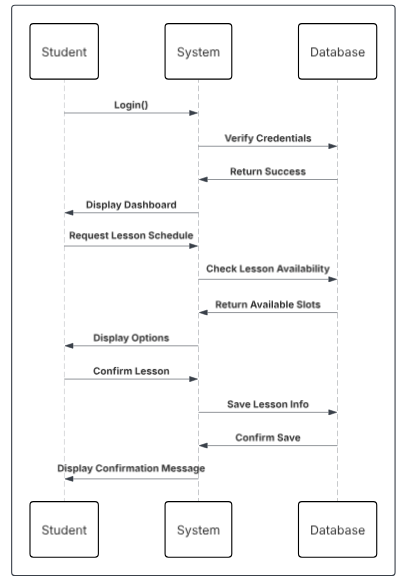 Student
System
Database
Login()
Verify Credentials
Return Success
Display Dashboard
Request Lesson Schedule
Check Lesson Availability
Return Available Slots
Display Options
Confirm Lesson
Save Lesson Info
Confirm Save
Display Confirmation Message
Student
System
Database